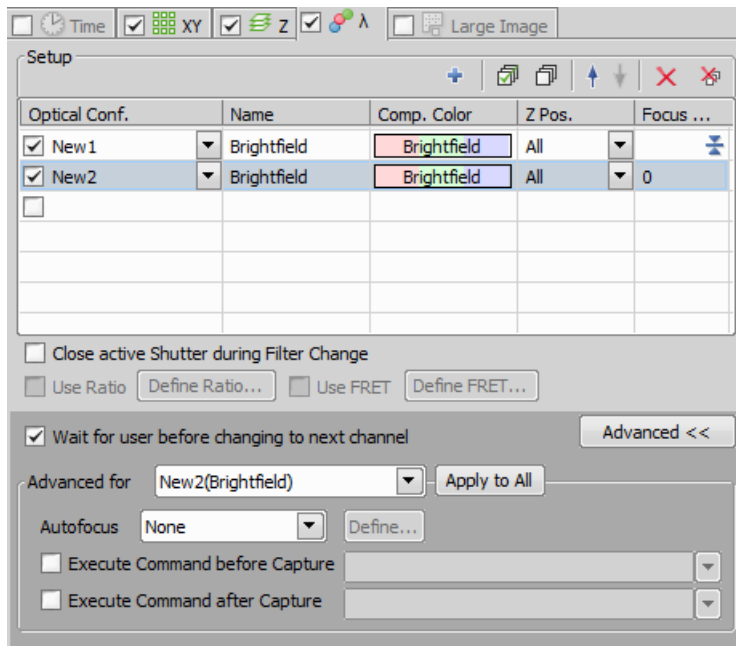 Time XY Z λ Large Image
Setup
Optical Conf. Name Comp. Color Z Pos. Focus ...
New1 Brightfield Brightfield All
New2 Brightfield Brightfield All 0
Close active Shutter during Filter Change
Use Ratio Define Ratio... Use FRET Define FRET...
Wait for user before changing to next channel Advanced <<
Advanced for New2(Brightfield) Apply to All
Autofocus None Define...
Execute Command before Capture
Execute Command after Capture